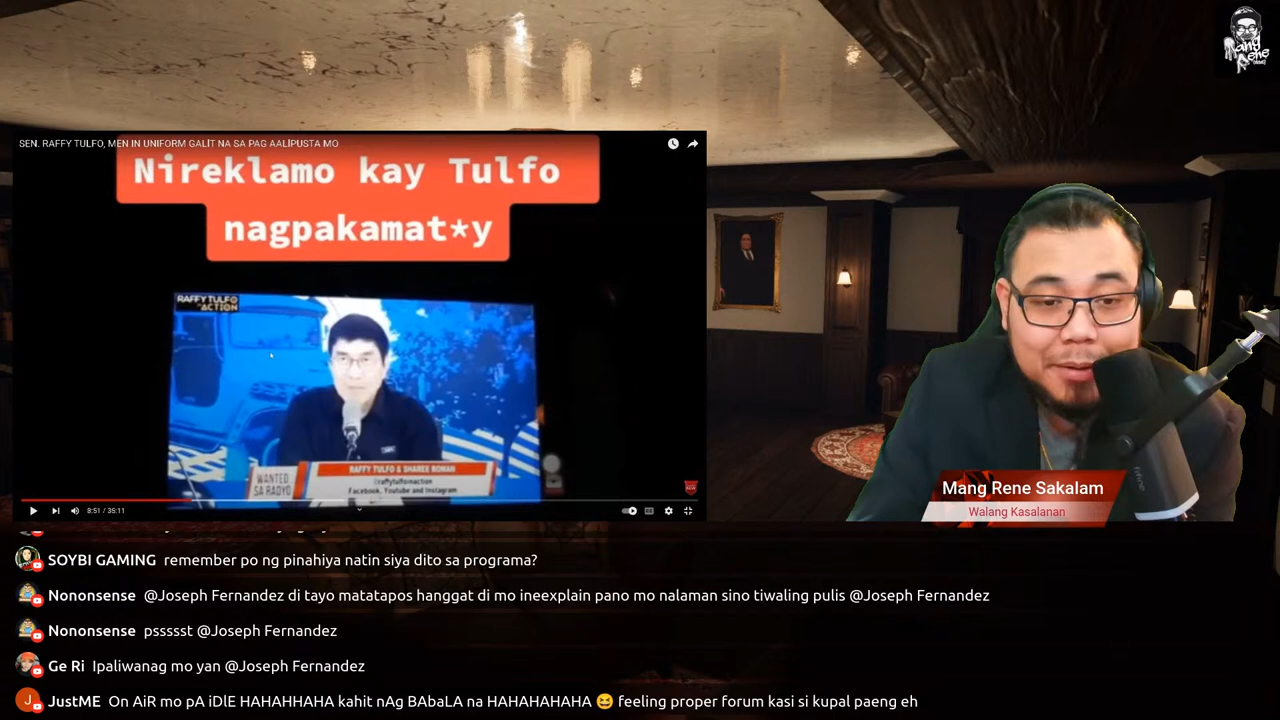 Mang Rene
SEN. RAFFY TULFO, MEN IN UNIFORM GALIT NA SA PAG AALIPUSTA MO
Nireklamo kay Tulfo
nagpakamat*y
RAFFY TULFO
IN ACTION
WANTED
SA RADYO
RAFFY TULFO & SHAREE ROMAN
@raffytulfoinaction
Facebook, Youtube and Instagram
8:51 / 35:11
Mang Rene Sakalam
Walang Kasalanan
SOYBI GAMING remember po ng pinahiya natin siya dito sa programa?
Nononsense @Joseph Fernandez di tayo matatapos hanggat di mo ineexplain pano mo nalaman sino tiwaling pulis @Joseph Fernandez
Nononsense pssssst @Joseph Fernandez
Ge Ri Ipaliwanag mo yan @Joseph Fernandez
J JustME On AiR mo pA iDlE HAHAHHAHA kahit nAg BAbaLA na HAHAHAHAHA 😆 feeling proper forum kasi si kupal paeng eh